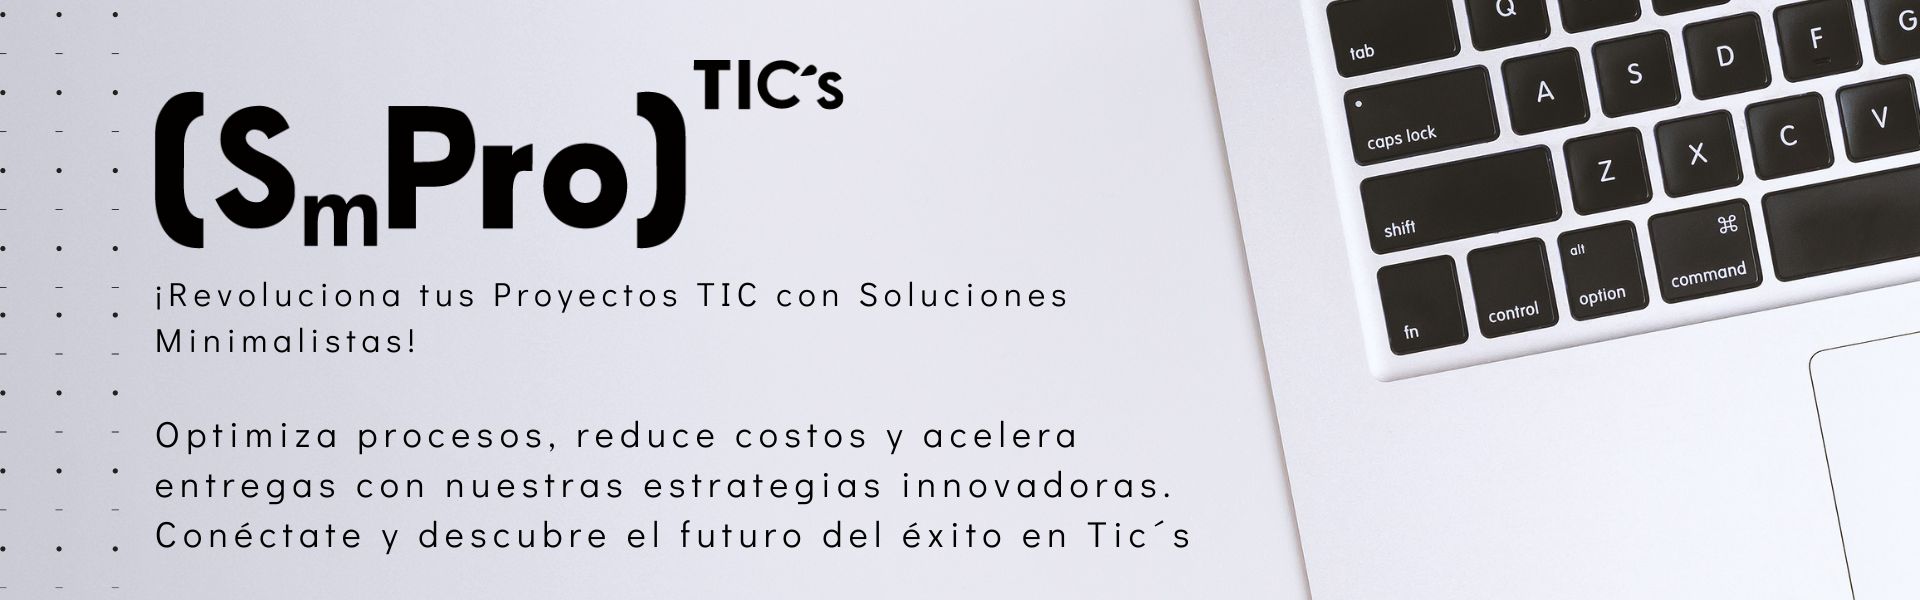 (SmPro)TIC´s
¡Revoluciona tus Proyectos TIC con Soluciones
Minimalistas!
Optimiza procesos, reduce costos y acelera
entregas con nuestras estrategias innovadoras.
Conéctate y descubre el futuro del éxito en Tic´s
tab Q
caps lock A S D F G
shift Z X C V
fn control alt option ⌘ command